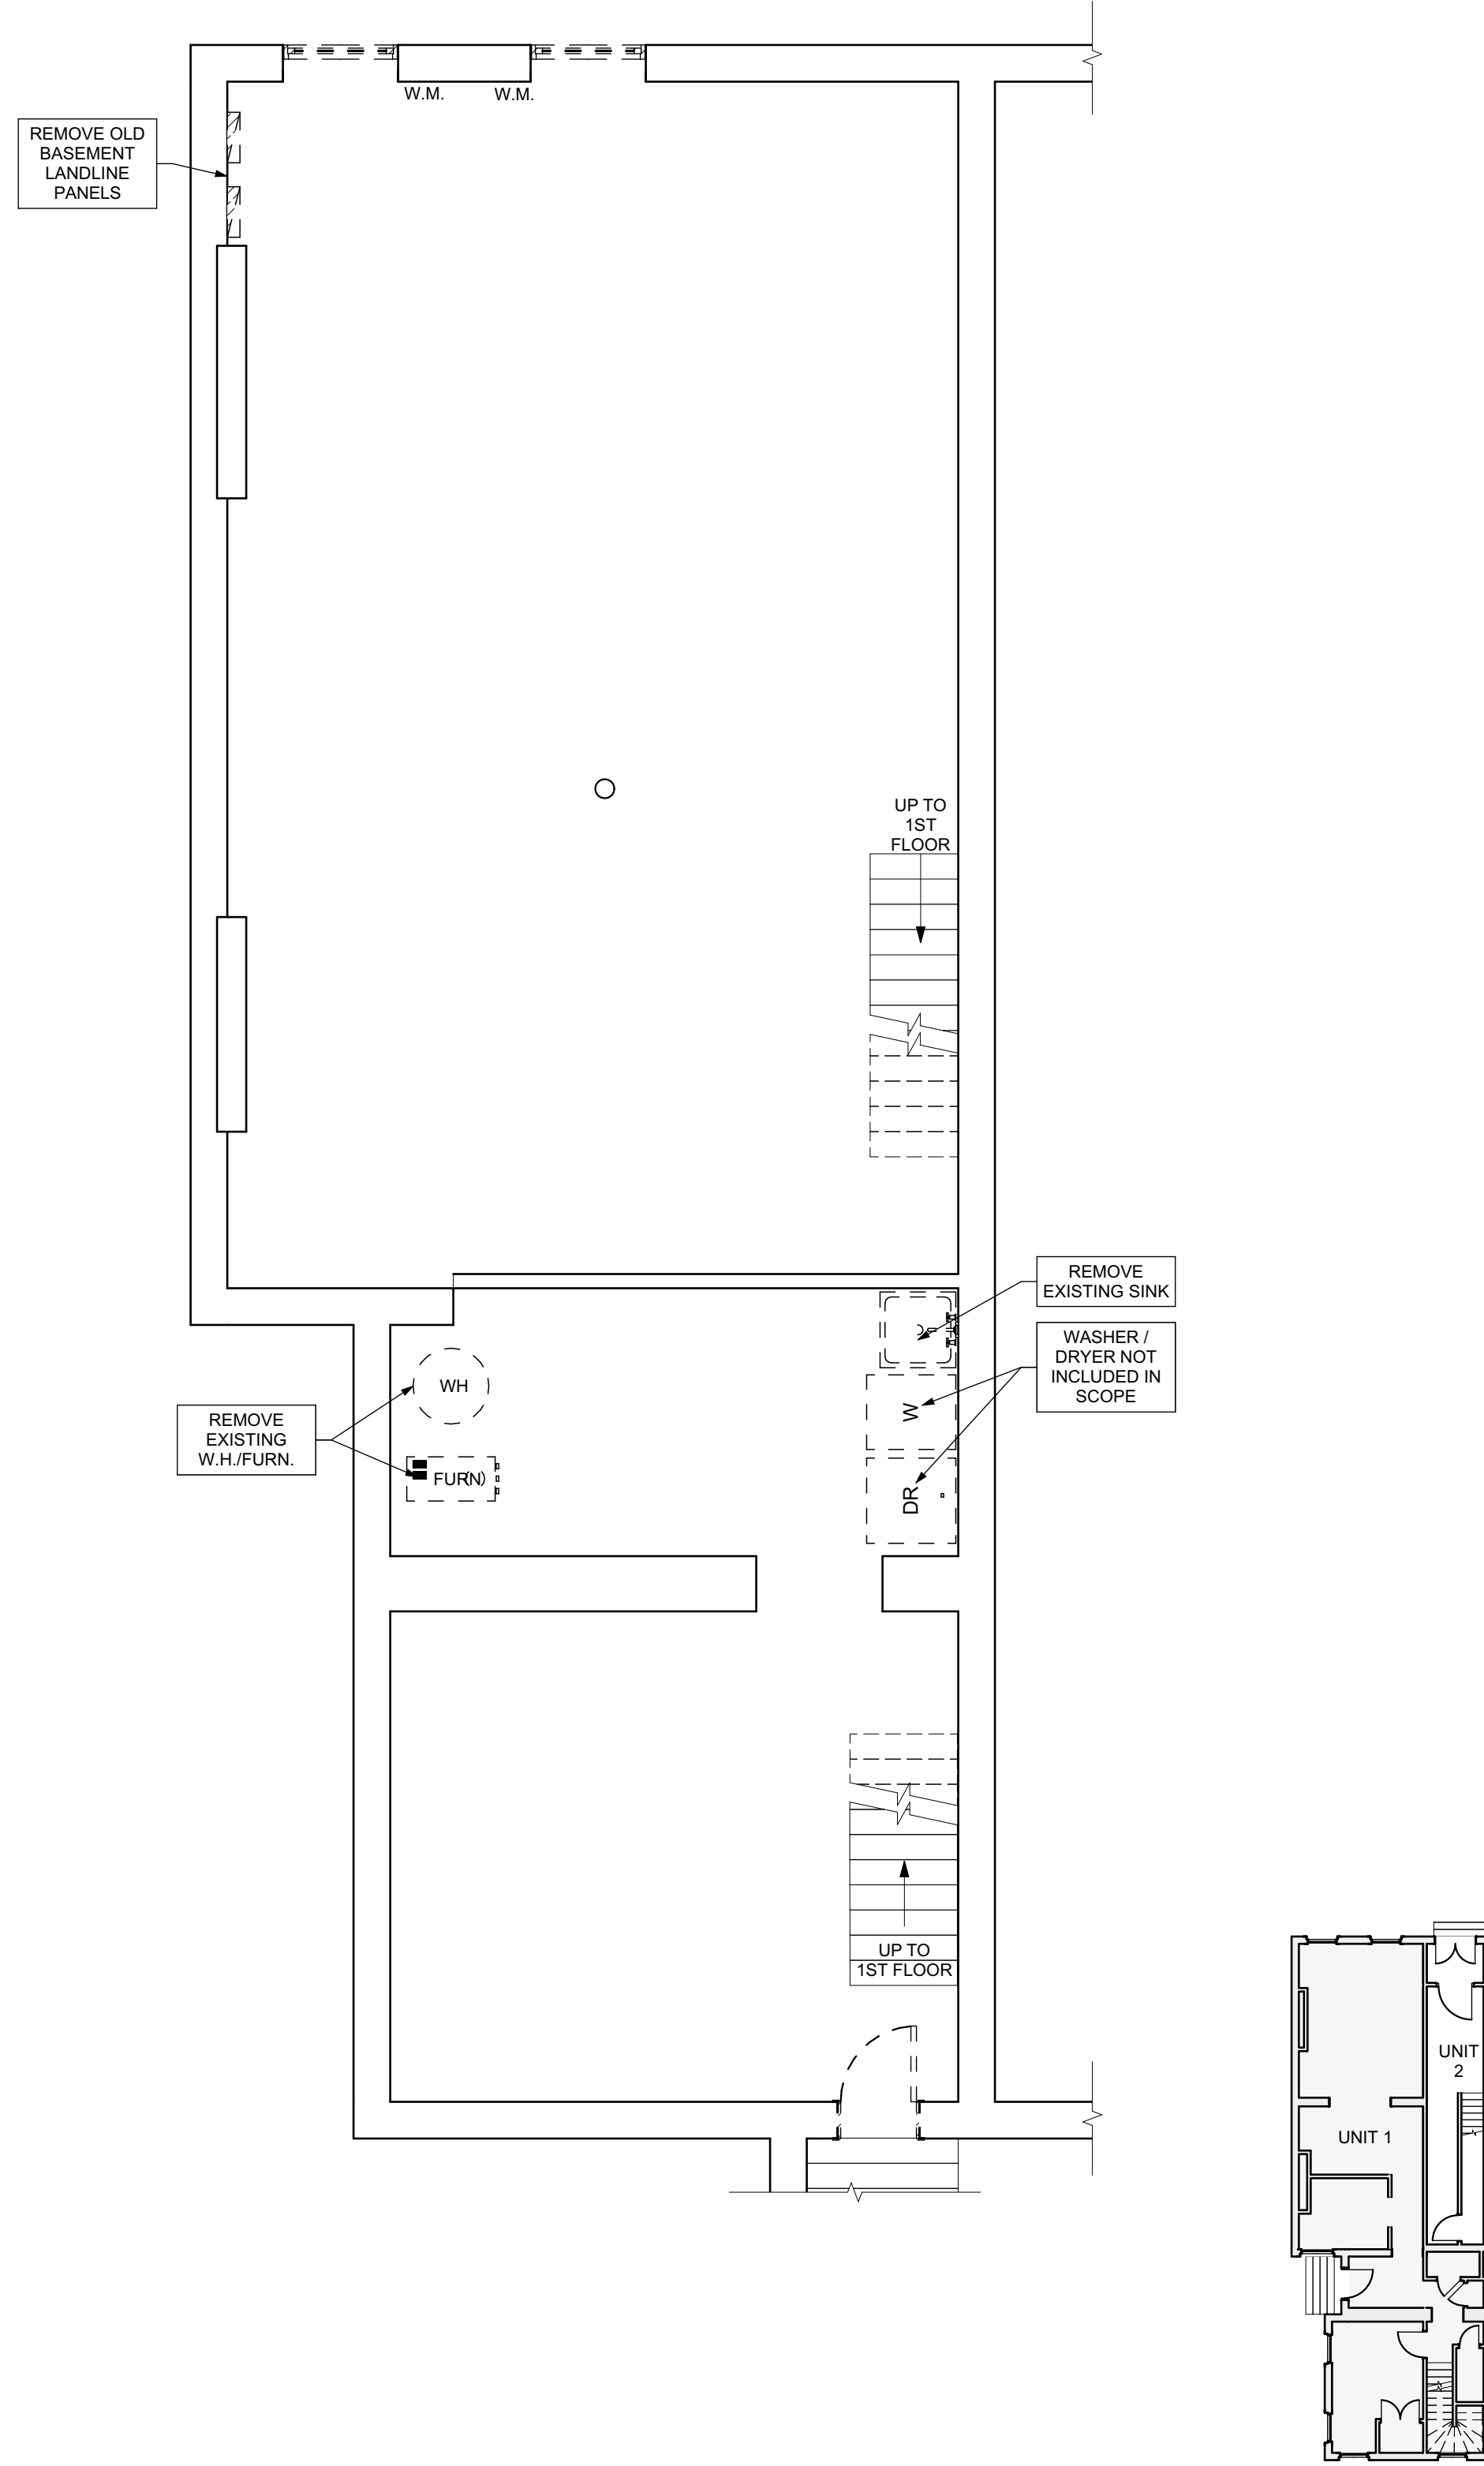 W.M.
W.M.
REMOVE OLD
BASEMENT
LANDLINE
PANELS
UP TO
1ST
FLOOR
REMOVE
EXISTING SINK
WASHER /
DRYER NOT
INCLUDED IN
SCOPE
WH
W
REMOVE
EXISTING
W.H./FURN.
FURN
(N)
DR
UP TO
1ST FLOOR
UNIT
2
UNIT 1